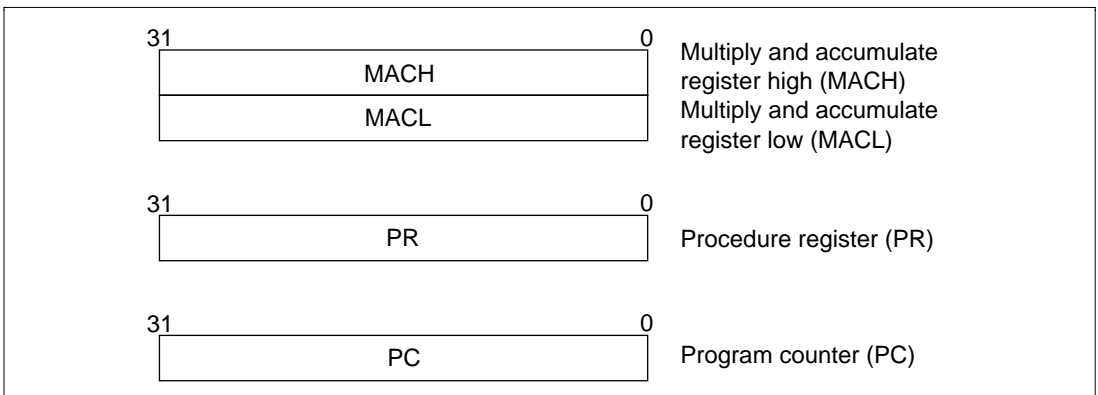 31 0
MACH
MACL
Multiply and accumulate
register high (MACH)
Multiply and accumulate
register low (MACL)
31 0
PR
Procedure register (PR)
31 0
PC
Program counter (PC)